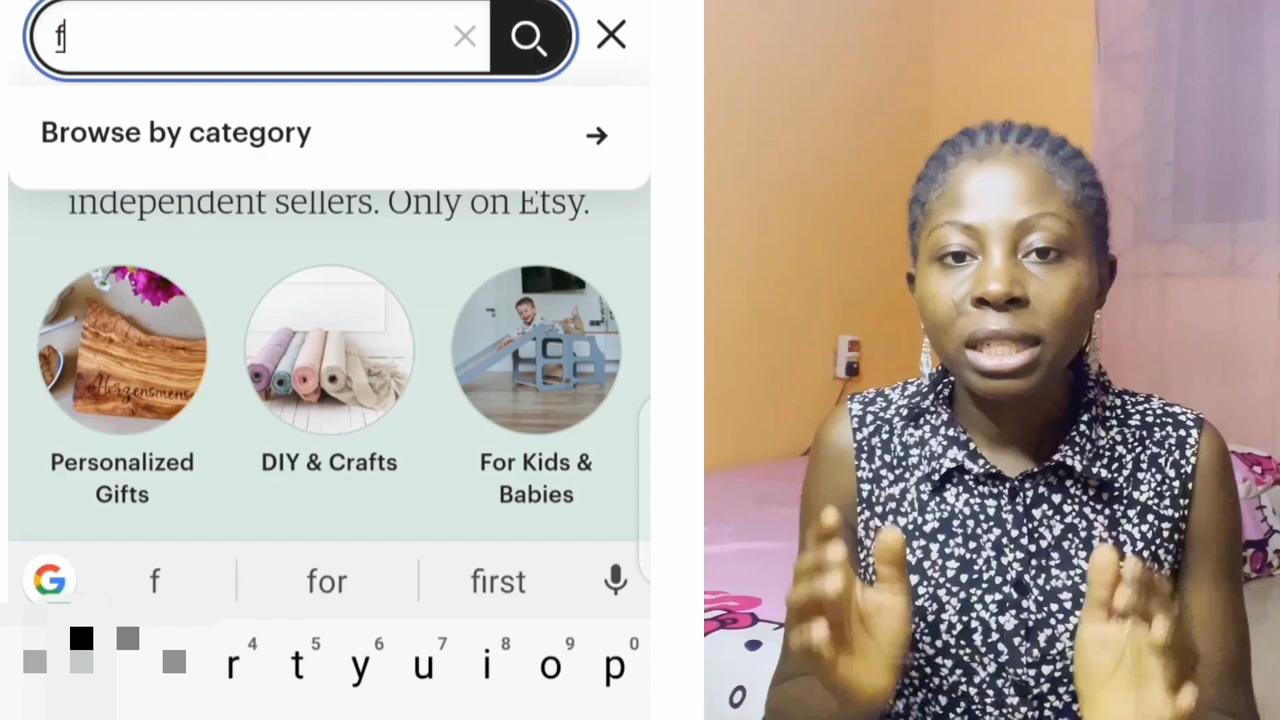 f
Browse by category
independent sellers. Only on Etsy.
Personalized Gifts
DIY & Crafts
For Kids & Babies
G
f
for
first
r 4 t 5 y 6 u 7 i 8 o 9 p 0